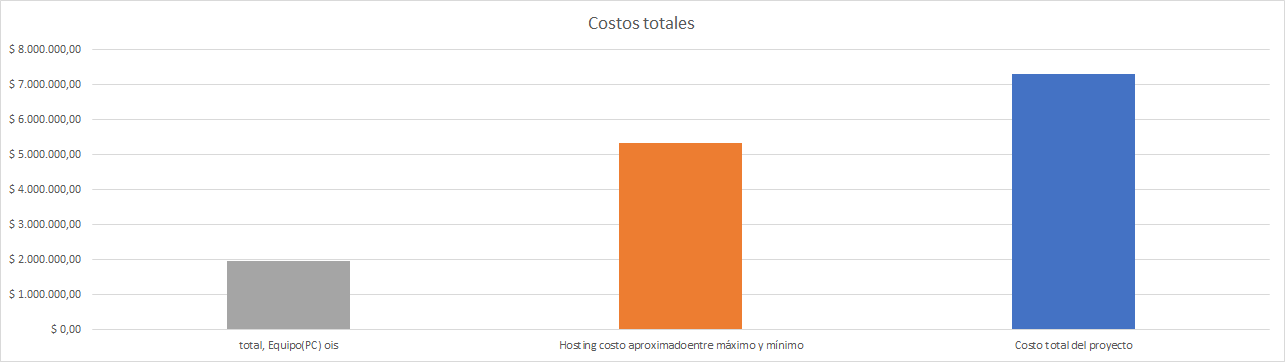 Costos totales
$ 8.000.000,00
$ 7.000.000,00
$ 6.000.000,00
$ 5.000.000,00
$ 4.000.000,00
$ 3.000.000,00
$ 2.000.000,00
$ 1.000.000,00
$ 0,00
total, Equipo(PC) ois
Hosting costo aproximado entre máximo y mínimo
Costo total del proyecto